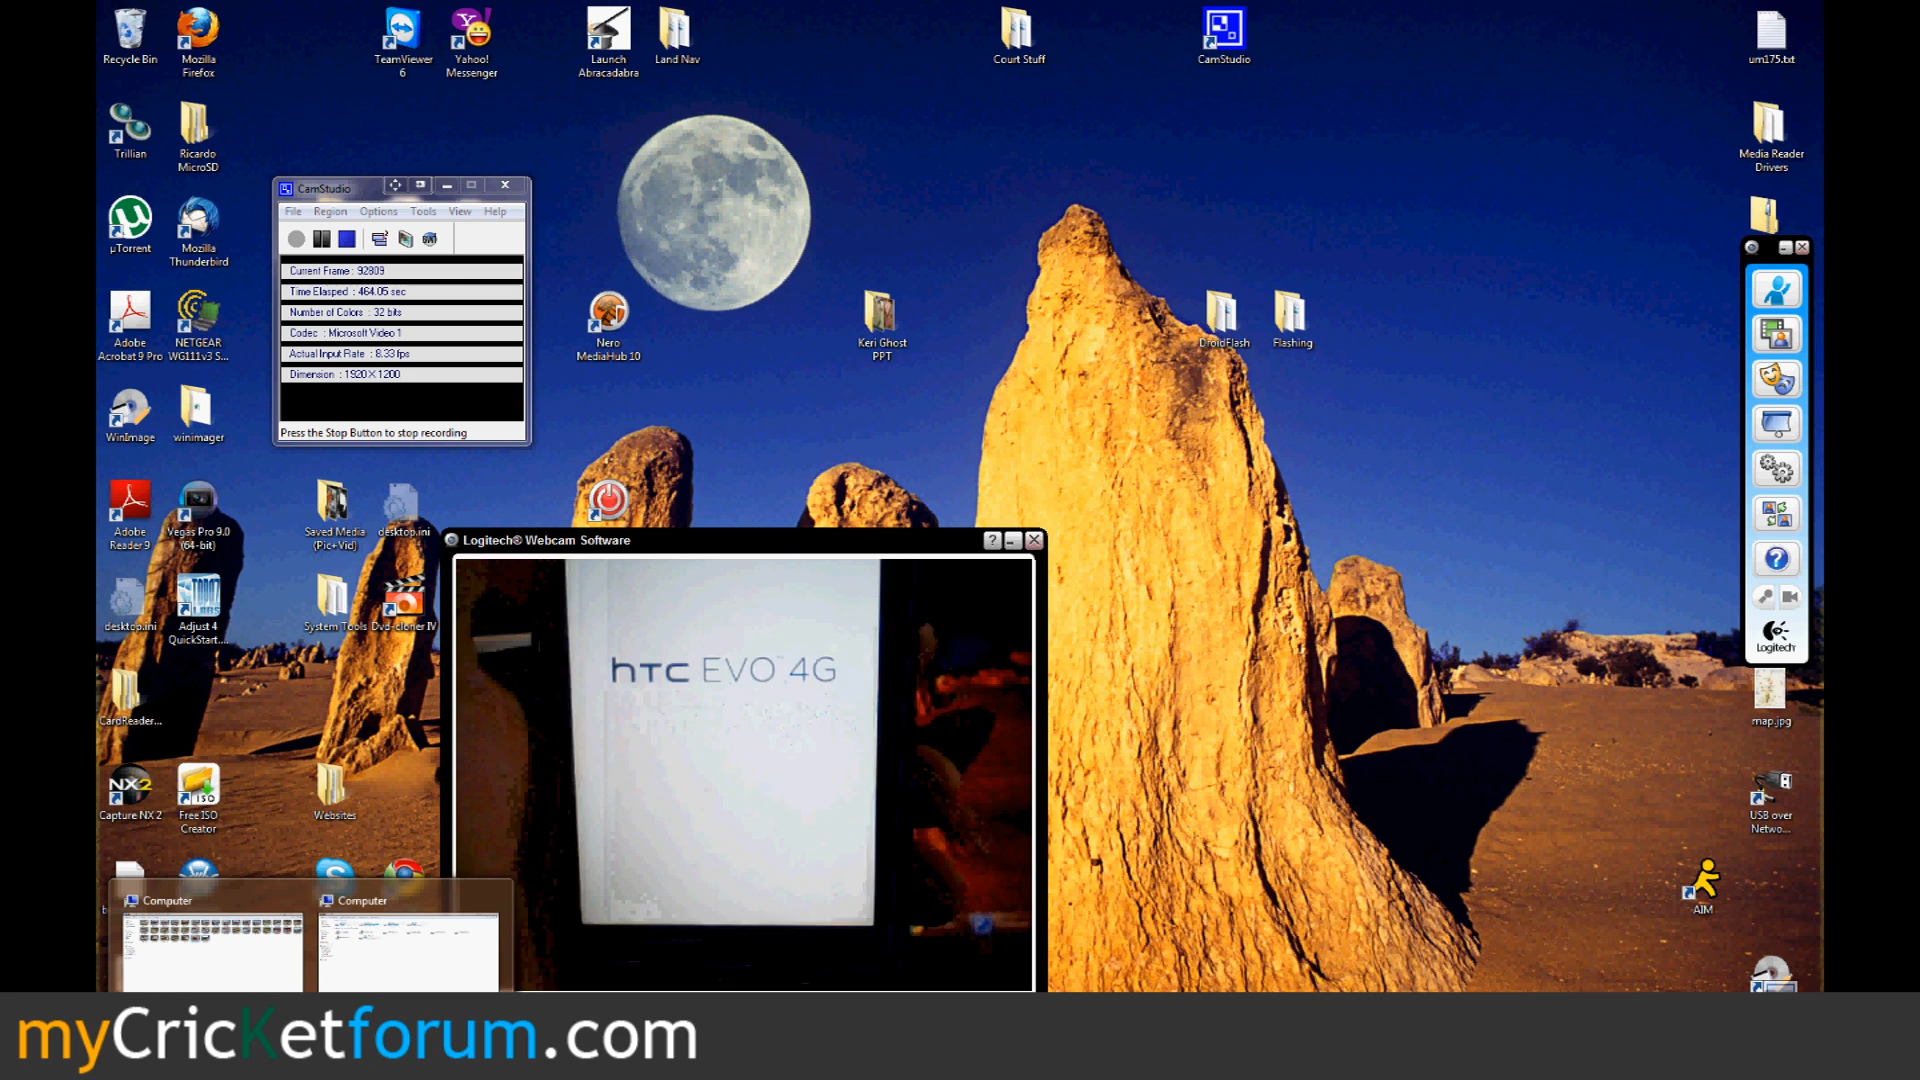 Recycle Bin
Mozilla
Firefox
TeamViewer
6
Yahoo!
Messenger
Launch
Abracadabra
Land Nav
Court Stuff
CamStudio
um175.txt
Trillian
Ricardo
MicroSD
Media Reader
Drivers
CamStudio
File Region Options Tools View Help
Current Frame : 92809
Time Elasped : 464.05 sec
Number of Colors : 32 bits
Codec : Microsoft Video 1
Actual Input Rate : 8.33 fps
Dimension : 1920 X 1200
Press the Stop Button to stop recording
µTorrent
Mozilla
Thunderbird
Adobe
Acrobat 9 Pro
NETGEAR
WG111v3 S...
Nero
MediaHub 10
Keri Ghost
PPT
DroidFlash
Flashing
WinImage
winimager
Adobe
Reader 9
Vegas Pro 9.0
(64-bit)
Saved Media
(Pic+Vid)
desktop.ini
Logitech® Webcam Software
htc EVO™ 4G
desktop.ini
Adjust 4
QuickStart....
System Tools
Dvd-cloner IV
Logitech
CardReader...
map.jpg
NX2
Capture NX 2
ISO
Free ISO
Creator
Websites
USB over
Netwo...
Computer
Computer
AIM
myCricKetforum.com